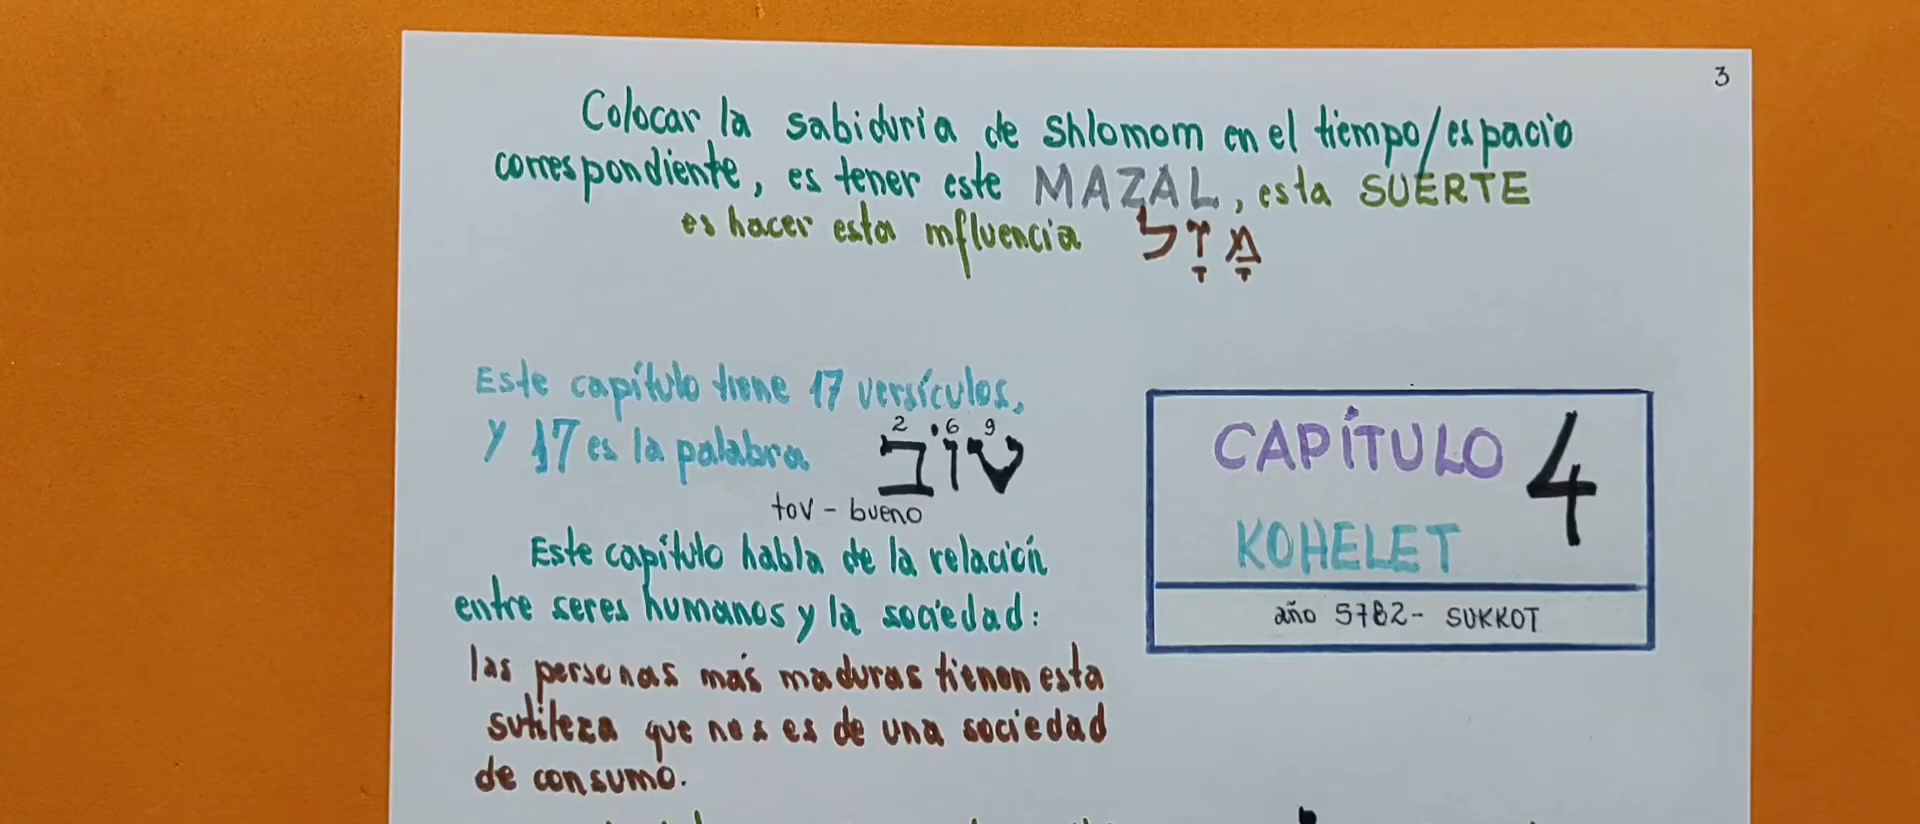 3
Colocar la sabiduría de Shlomom en el tiempo/espacio
correspondiente, es tener este MAZAL, esta SUERTE
es hacer esta influencia מָזָל
Este capítulo tiene 17 versículos,
y 17 es la palabra טוֹב
2 6 9
tov - bueno
Este capítulo habla de la relación
entre seres humanos y la sociedad:
las personas más maduras tienen esta
sutileza que nos es de una sociedad
de consumo.
CAPÍTULO 4
KOHELET
año 5782 - SUKKOT